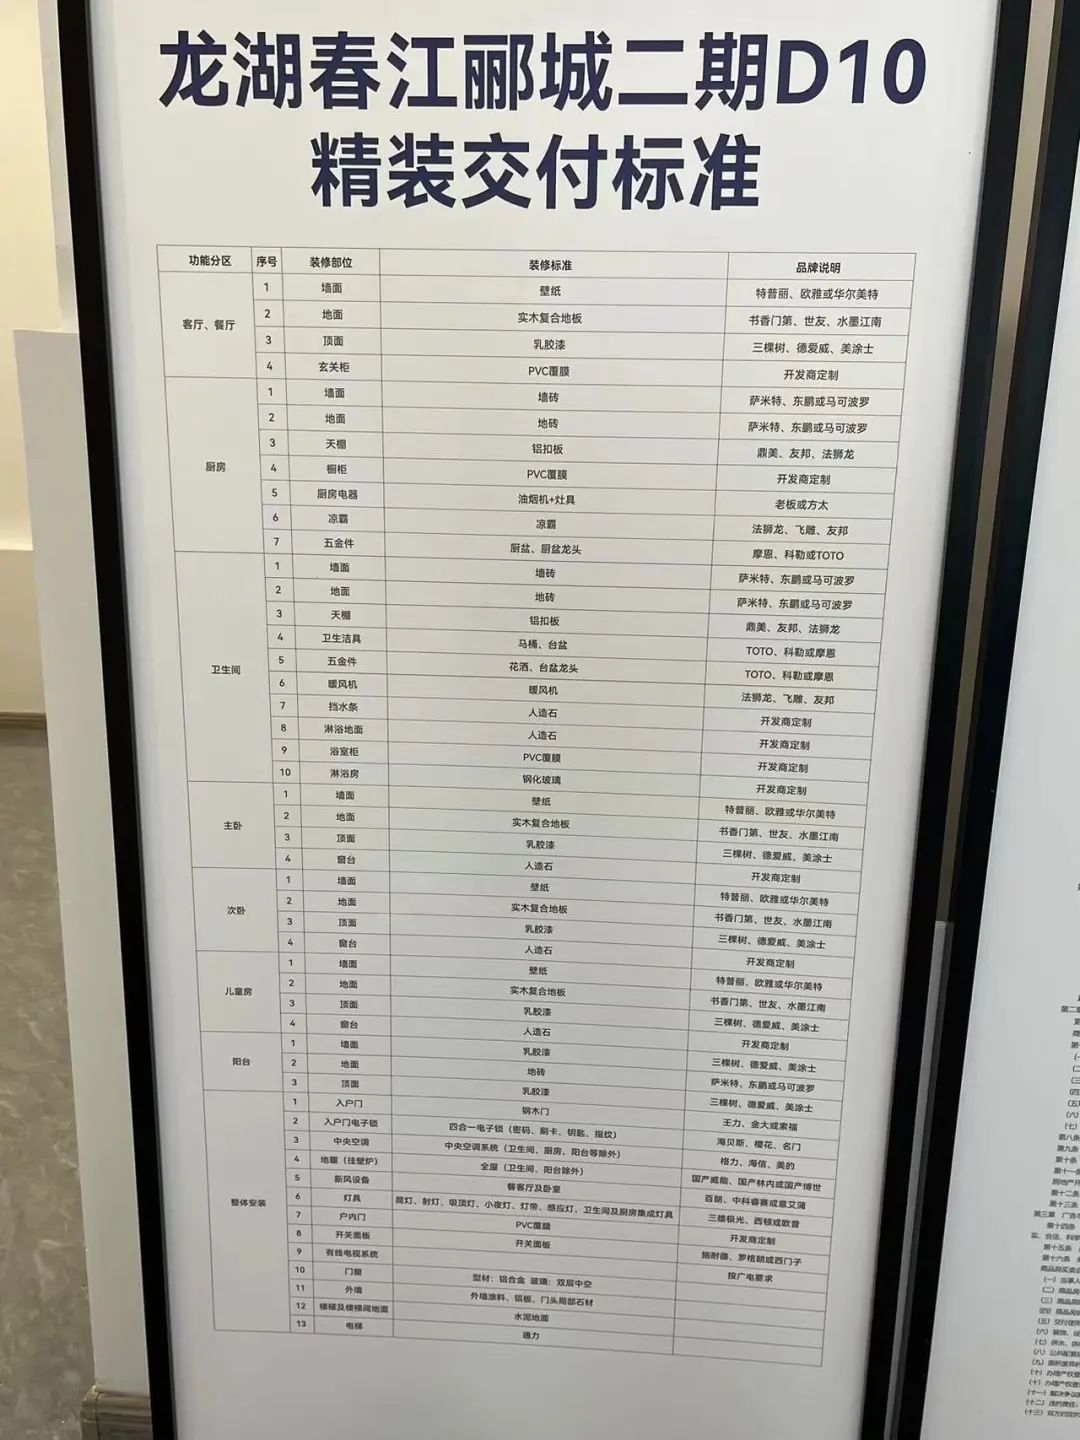 龙湖春江郦城二期D10
精装交付标准
功能分区 序号 装修部位 装修标准 品牌说明
客厅、餐厅
1 墙面 壁纸 特普丽、欧雅或华尔美特
2 地面 实木复合地板 书香门第、世友、水墨江南
3 顶面 乳胶漆 三棵树、德爱威、美涂士
4 玄关柜 PVC覆膜 开发商定制
厨房
1 墙面 墙砖 萨米特、东鹏或马可波罗
2 地面 地砖 萨米特、东鹏或马可波罗
3 天棚 铝扣板 鼎美、友邦、法狮龙
4 橱柜 PVC覆膜 开发商定制
5 厨房电器 油烟机+灶具 老板或方太
6 凉霸 凉霸 法狮龙、飞雕、友邦
7 五金件 厨盆、厨盆龙头 摩恩、科勒或TOTO
卫生间
1 墙面 墙砖 萨米特、东鹏或马可波罗
2 地面 地砖 萨米特、东鹏或马可波罗
3 天棚 铝扣板 鼎美、友邦、法狮龙
4 卫生洁具 马桶、台盆 TOTO、科勒或摩恩
5 五金件 花洒、台盆龙头 TOTO、科勒或摩恩
6 暖风机 暖风机 法狮龙、飞雕、友邦
7 挡水条 人造石 开发商定制
8 淋浴地面 人造石 开发商定制
9 浴室柜 PVC覆膜 开发商定制
10 淋浴房 钢化玻璃 开发商定制
主卧
1 墙面 壁纸 特普丽、欧雅或华尔美特
2 地面 实木复合地板 书香门第、世友、水墨江南
3 顶面 乳胶漆 三棵树、德爱威、美涂士
4 窗台 人造石 开发商定制
次卧
1 墙面 壁纸 特普丽、欧雅或华尔美特
2 地面 实木复合地板 书香门第、世友、水墨江南
3 顶面 乳胶漆 三棵树、德爱威、美涂士
4 窗台 人造石 开发商定制
儿童房
1 墙面 壁纸 特普丽、欧雅或华尔美特
2 地面 实木复合地板 书香门第、世友、水墨江南
3 顶面 乳胶漆 三棵树、德爱威、美涂士
4 窗台 人造石 开发商定制
阳台
1 墙面 乳胶漆 三棵树、德爱威、美涂士
2 地面 地砖 萨米特、东鹏或马可波罗
3 顶面 乳胶漆 三棵树、德爱威、美涂士
整体安装
1 入户门 钢木门 王力、金大或索福
2 入户门电子锁 四合一电子锁（密码、刷卡、钥匙、指纹） 海贝斯、樱花、名门
3 中央空调 中央空调系统（卫生间、厨房、阳台等除外） 格力、海信、美的
4 地暖（挂壁炉） 全屋（卫生间、阳台除外） 国产威能、国产林内或国产博世
5 新风设备 餐客厅及卧室 百朗、中科睿赛或意艾蒲
6 灯具 筒灯、射灯、吸顶灯、小夜灯、灯带、感应灯、卫生间及厨房集成灯具 三雄极光、西顿或欧普
7 户内门 PVC覆膜 开发商定制
8 开关面板 开关面板 施耐德、罗格朗或西门子
9 有线电视系统 按广电要求
10 门窗 型材：铝合金 玻璃：双层中空
11 外墙 外墙涂料、铝板、门头局部石材
12 楼梯及楼梯间地面 水泥地面
13 电梯 通力